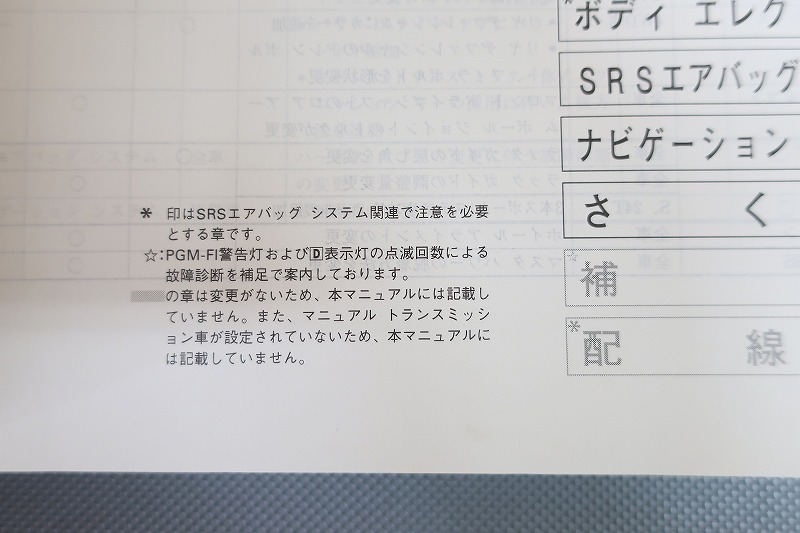 *ボディ エレク
SRSエアバッグ
ナビゲーション
さ く
☆補
*配 線
* 印はSRSエアバッグ システム関連で注意を必要
とする章です。
☆:PGM-FI警告灯およびD表示灯の点滅回数による
故障診断を補足で案内しております。
の章は変更がないため、本マニュアルには記載し
ていません。また、マニュアル トランスミッシ
ョン車が設定されていないため、本マニュアルに
は記載していません。